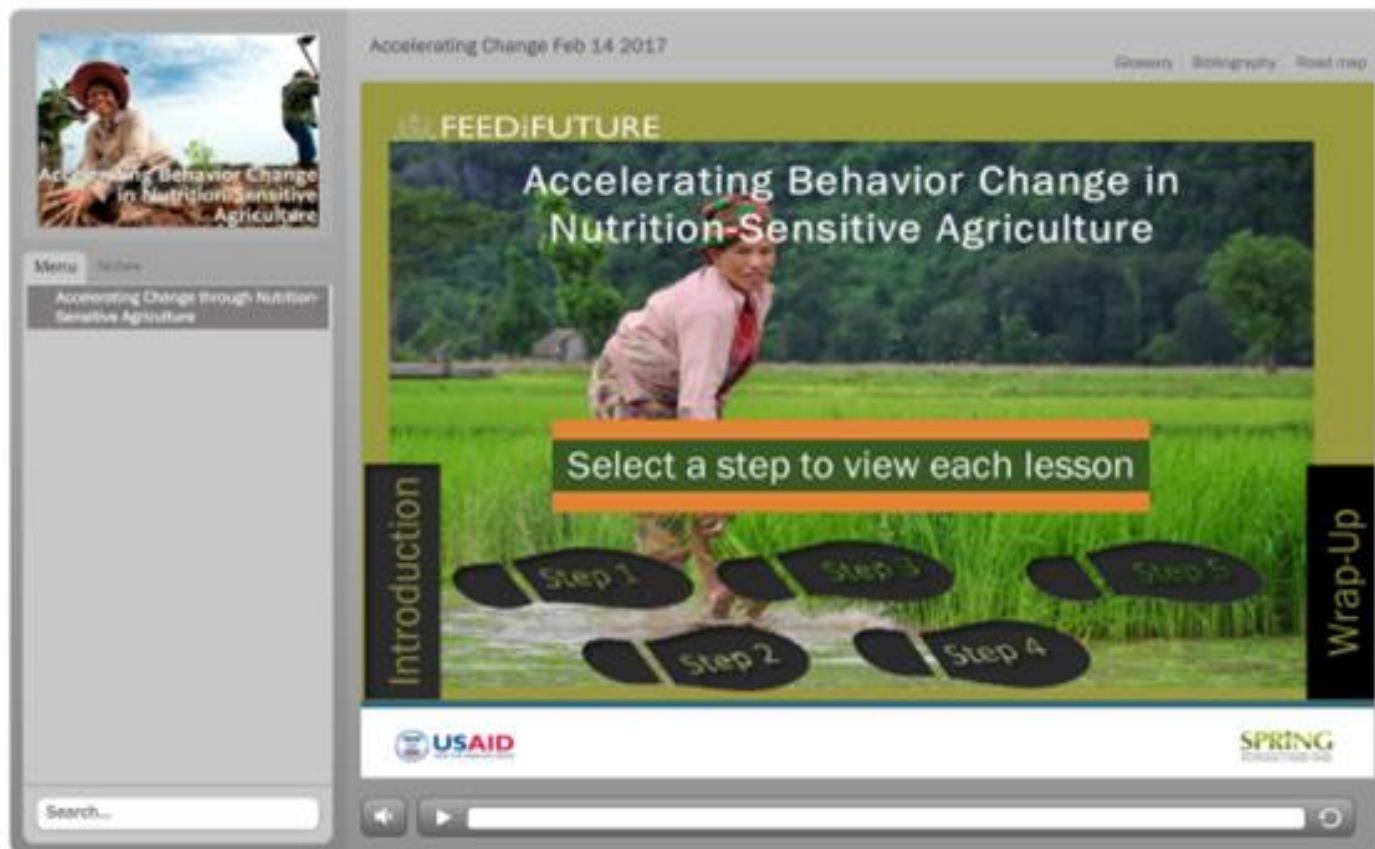 Accelerating Behavior Change
in Nutrition-Sensitive
Agriculture
Menu Notes
Accelerating Change through Nutrition-
Sensitive Agriculture
Search...
Accelerating Change Feb 14 2017
Glossary Bibliography Road map
FEED THE FUTURE
Accelerating Behavior Change in
Nutrition-Sensitive Agriculture
Select a step to view each lesson
Introduction
Step 1
Step 2
Step 3
Step 4
Step 5
Wrap-Up
USAID
SPRING